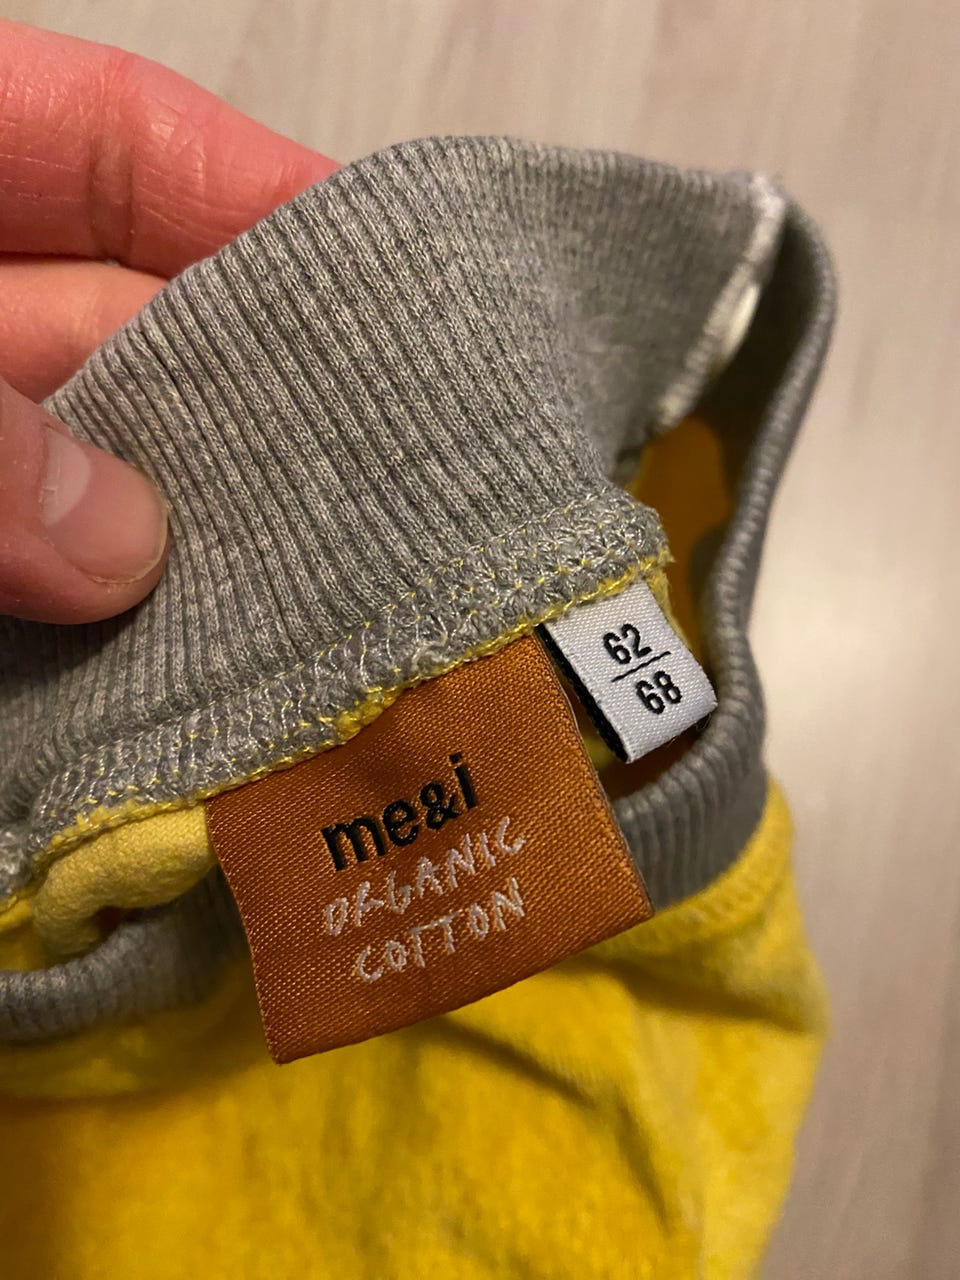 62
68
me&i
ORGANIC
COTTON